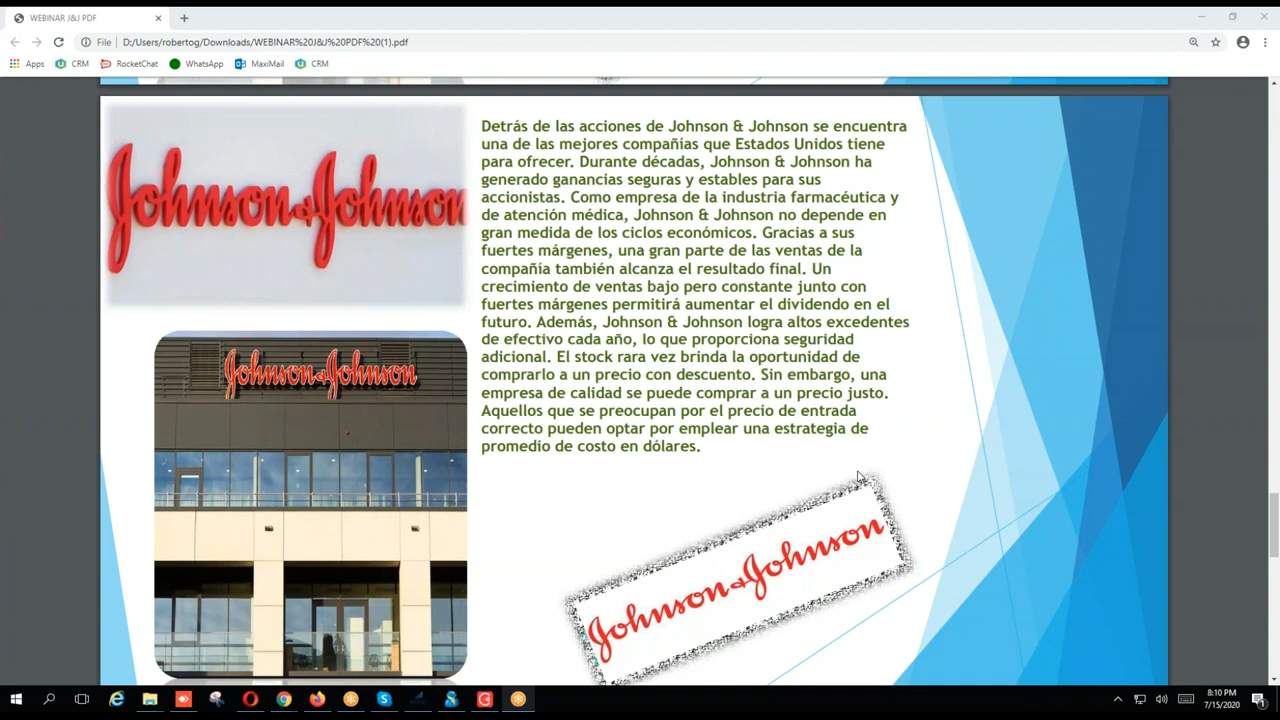 WEBINAR J&J PDF
File
D:/Users/robertog/Downloads/WEBINAR%20J&J%20PDF%20(1).pdf
Apps
CRM
RocketChat
WhatsApp
MaxiMail
CRM
Johnson & Johnson
Detrás de las acciones de Johnson & Johnson se encuentra
una de las mejores compañías que Estados Unidos tiene
para ofrecer. Durante décadas, Johnson & Johnson ha
generado ganancias seguras y estables para sus
accionistas. Como empresa de la industria farmacéutica y
de atención médica, Johnson & Johnson no depende en
gran medida de los ciclos económicos. Gracias a sus
fuertes márgenes, una gran parte de las ventas de la
compañía también alcanza el resultado final. Un
crecimiento de ventas bajo pero constante junto con
fuertes márgenes permitirá aumentar el dividendo en el
futuro. Además, Johnson & Johnson logra altos excedentes
de efectivo cada año, lo que proporciona seguridad
adicional. El stock rara vez brinda la oportunidad de
comprarlo a un precio con descuento. Sin embargo, una
empresa de calidad se puede comprar a un precio justo.
Aquellos que se preocupan por el precio de entrada
correcto pueden optar por emplear una estrategia de
promedio de costo en dólares.
Johnson & Johnson
Johnson & Johnson
8:10 PM
7/15/2020